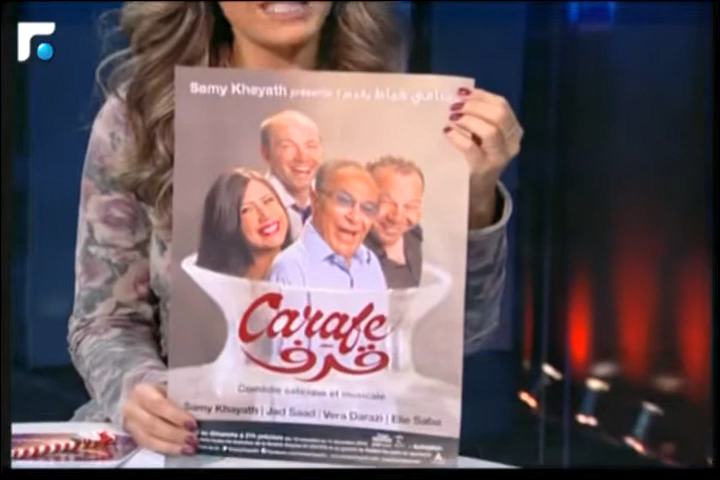 Samy Khayath présente / يقدم سامي خياط
Carafe
قرف
Comédie satirique et musicale
Samy Khayath | Jad Saad | Vera Darazi | Elie Saba